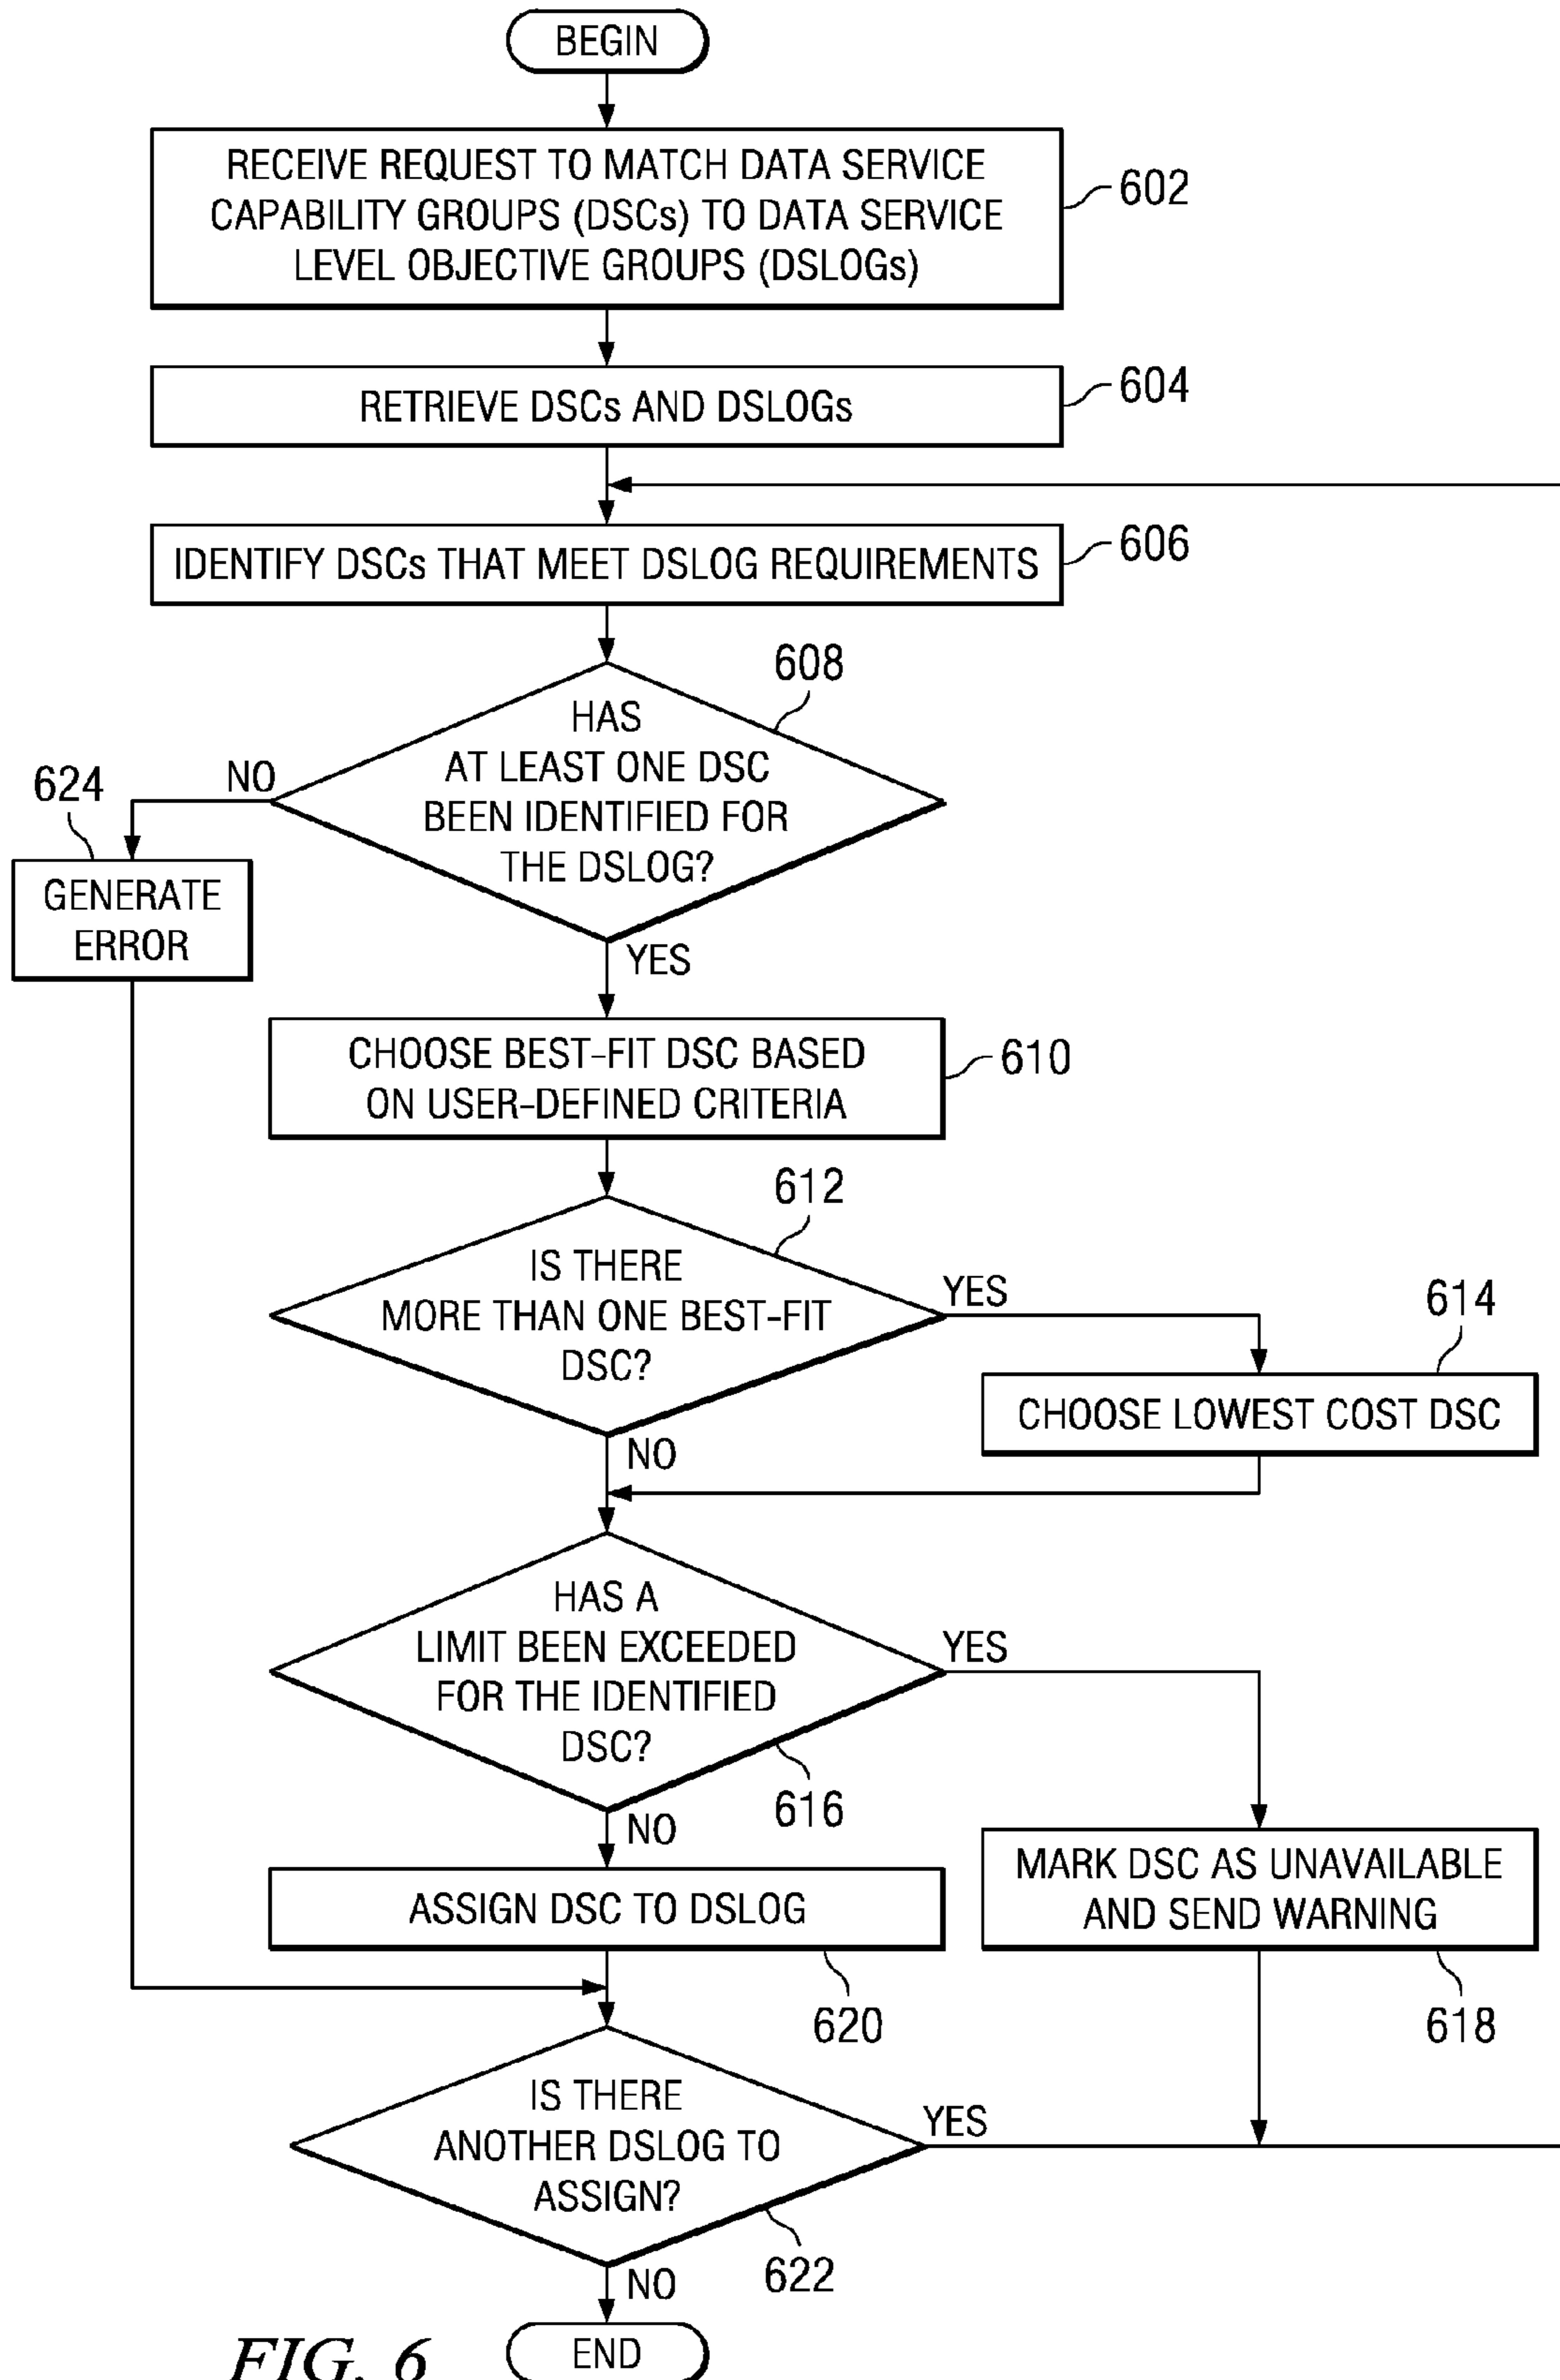 BEGIN
RECEIVE REQUEST TO MATCH DATA SERVICE
CAPABILITY GROUPS (DSCs) TO DATA SERVICE
LEVEL OBJECTIVE GROUPS (DSLOGs)
602
RETRIEVE DSCs AND DSLOGs
604
IDENTIFY DSCs THAT MEET DSLOG REQUIREMENTS
606
608
HAS
AT LEAST ONE DSC
BEEN IDENTIFIED FOR
THE DSLOG?
NO
624
GENERATE
ERROR
YES
CHOOSE BEST-FIT DSC BASED
ON USER-DEFINED CRITERIA
610
612
IS THERE
MORE THAN ONE BEST-FIT
DSC?
YES
614
CHOOSE LOWEST COST DSC
NO
HAS A
LIMIT BEEN EXCEEDED
FOR THE IDENTIFIED
DSC?
YES
616
NO
MARK DSC AS UNAVAILABLE
AND SEND WARNING
618
ASSIGN DSC TO DSLOG
620
IS THERE
ANOTHER DSLOG TO
ASSIGN?
YES
622
NO
END
FIG. 6